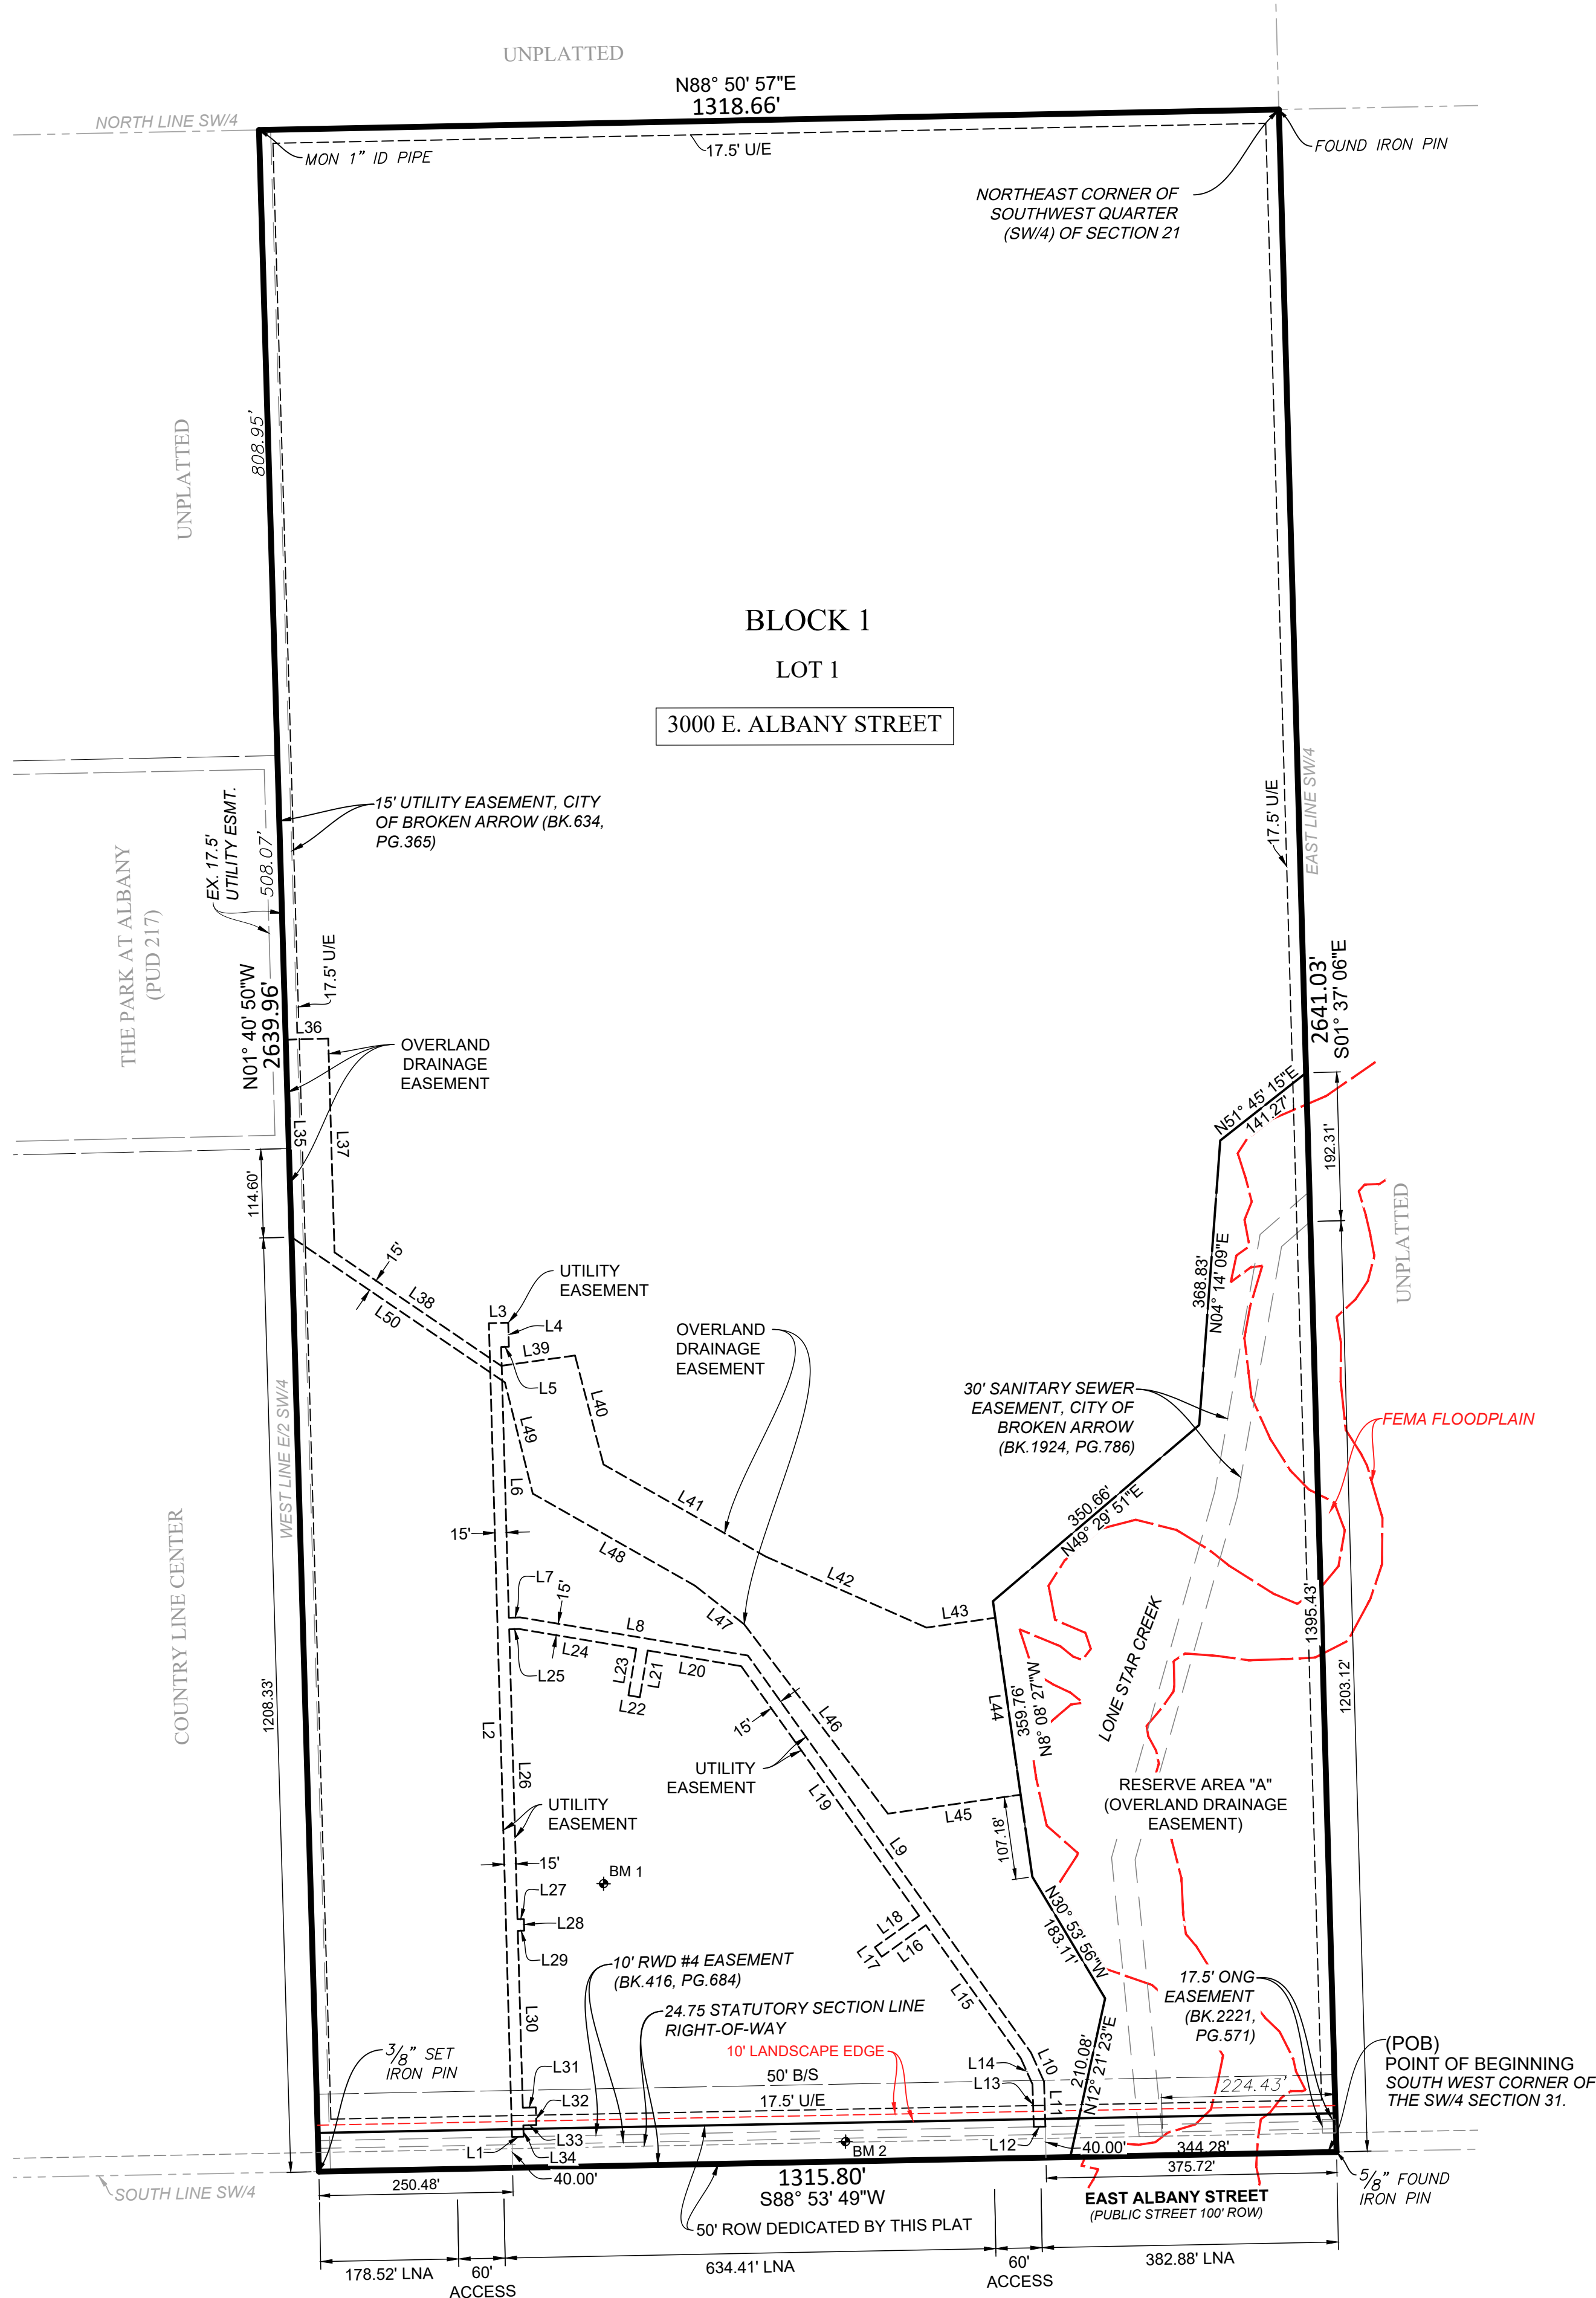 UNPLATTED
N88° 50' 57"E
1318.66'
NORTH LINE SW/4
MON 1" ID PIPE
17.5' U/E
FOUND IRON PIN
NORTHEAST CORNER OF
SOUTHWEST QUARTER
(SW/4) OF SECTION 21
808.95'
UNPLATTED
BLOCK 1
LOT 1
3000 E. ALBANY STREET
17.5' U/E
EAST LINE SW/4
15' UTILITY EASEMENT, CITY
OF BROKEN ARROW (BK.634,
PG.365)
EX. 17.5'
UTILITY ESMT.
508.07'
THE PARK AT ALBANY
(PUD 217)
17.5' U/E
N01° 40' 50"W
2639.96'
L36
OVERLAND
DRAINAGE
EASEMENT
2641.03'
S01° 37' 06"E
N51° 45' 15"E
141.27'
192.31'
L35
L37
114.60'
UNPLATTED
15'
L38
L50
UTILITY
EASEMENT
L3
L4
L39
L5
OVERLAND
DRAINAGE
EASEMENT
368.83'
N04° 14' 09"E
30' SANITARY SEWER
EASEMENT, CITY OF
BROKEN ARROW
(BK.1924, PG.786)
FEMA FLOODPLAIN
WEST LINE E/2 SW/4
L40
L49
L6
L41
350.66'
N49° 29' 51"E
15'
L48
L42
L7
15'
L43
L47
L8
L24
L25
L23
L21
L20
L22
COUNTRY LINE CENTER
1208.33'
LONE STAR CREEK
1395.43'
1203.12'
L44
359.76'
N8° 08' 27"W
L2
L46
15'
UTILITY
EASEMENT
L26
L19
RESERVE AREA "A"
(OVERLAND DRAINAGE
EASEMENT)
UTILITY
EASEMENT
L45
107.18'
L9
15'
BM 1
L27
L28
L29
L18
L16
L17
N30° 53' 56"W
183.11'
10' RWD #4 EASEMENT
(BK.416, PG.684)
17.5' ONG
EASEMENT
(BK.2221,
PG.571)
24.75 STATUTORY SECTION LINE
RIGHT-OF-WAY
L15
L30
3/8" SET
IRON PIN
10' LANDSCAPE EDGE
(POB)
POINT OF BEGINNING
SOUTH WEST CORNER OF
THE SW/4 SECTION 31.
L31
50' B/S
L14
L10
L13
210.08'
N12° 21' 23"E
224.43'
L32
17.5' U/E
L11
L33
L1
L34
BM 2
L12
40.00'
344.28'
SOUTH LINE SW/4
250.48'
40.00'
1315.80'
S88° 53' 49"W
375.72'
5/8" FOUND
IRON PIN
EAST ALBANY STREET
(PUBLIC STREET 100' ROW)
50' ROW DEDICATED BY THIS PLAT
178.52' LNA
60'
ACCESS
634.41' LNA
60'
ACCESS
382.88' LNA